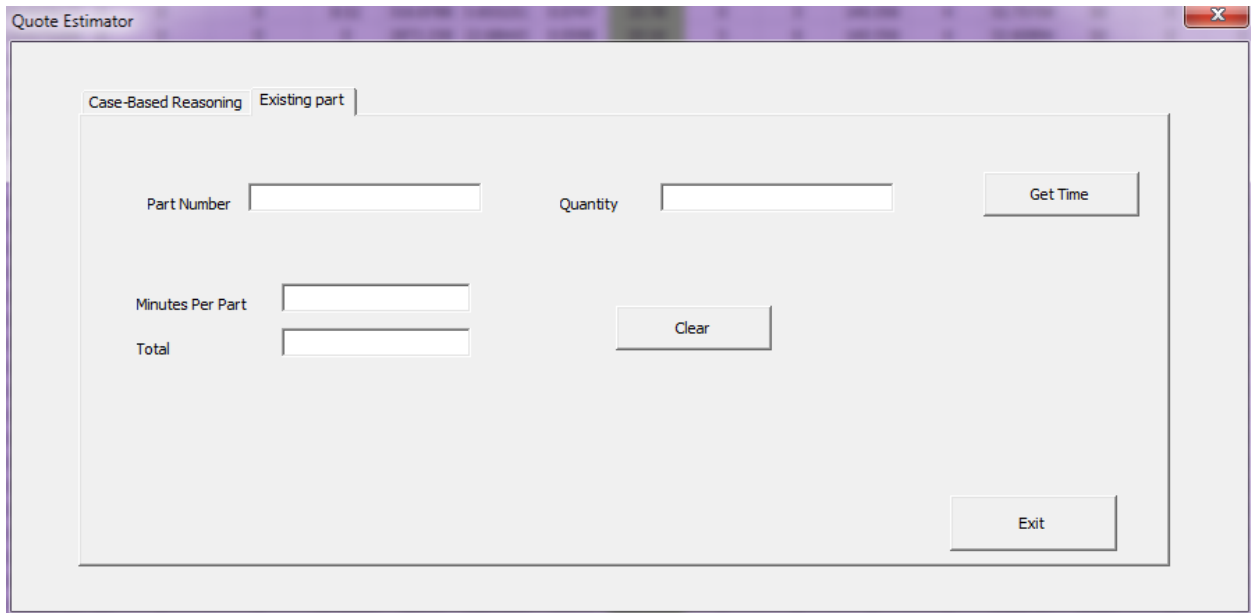 Quote Estimator
Case-Based Reasoning Existing part
Part Number Quantity Get Time
Minutes Per Part
Clear
Total
Exit